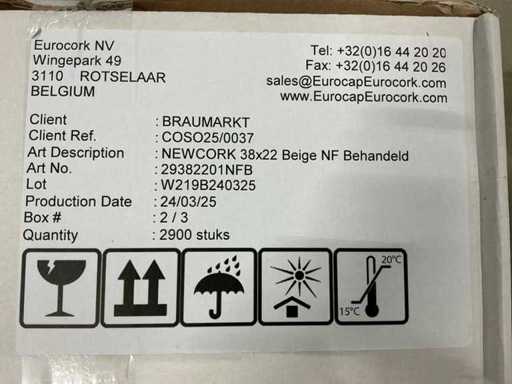 Eurocork NV
Wingepark 49
3110 ROTSELAAR
BELGIUM
Tel: +32(0)16 44 20 20
Fax: +32(0)16 44 20 26
sales@EurocapEurocork.com
www.EurocapEurocork.com
Client : BRAUMARKT
Client Ref. : COSO25/0037
Art Description : NEWCORK 38x22 Beige NF Behandeld
Art No. : 29382201NFB
Lot : W219B240325
Production Date : 24/03/25
Box # : 2 / 3
Quantity : 2900 stuks
20°C
15°C